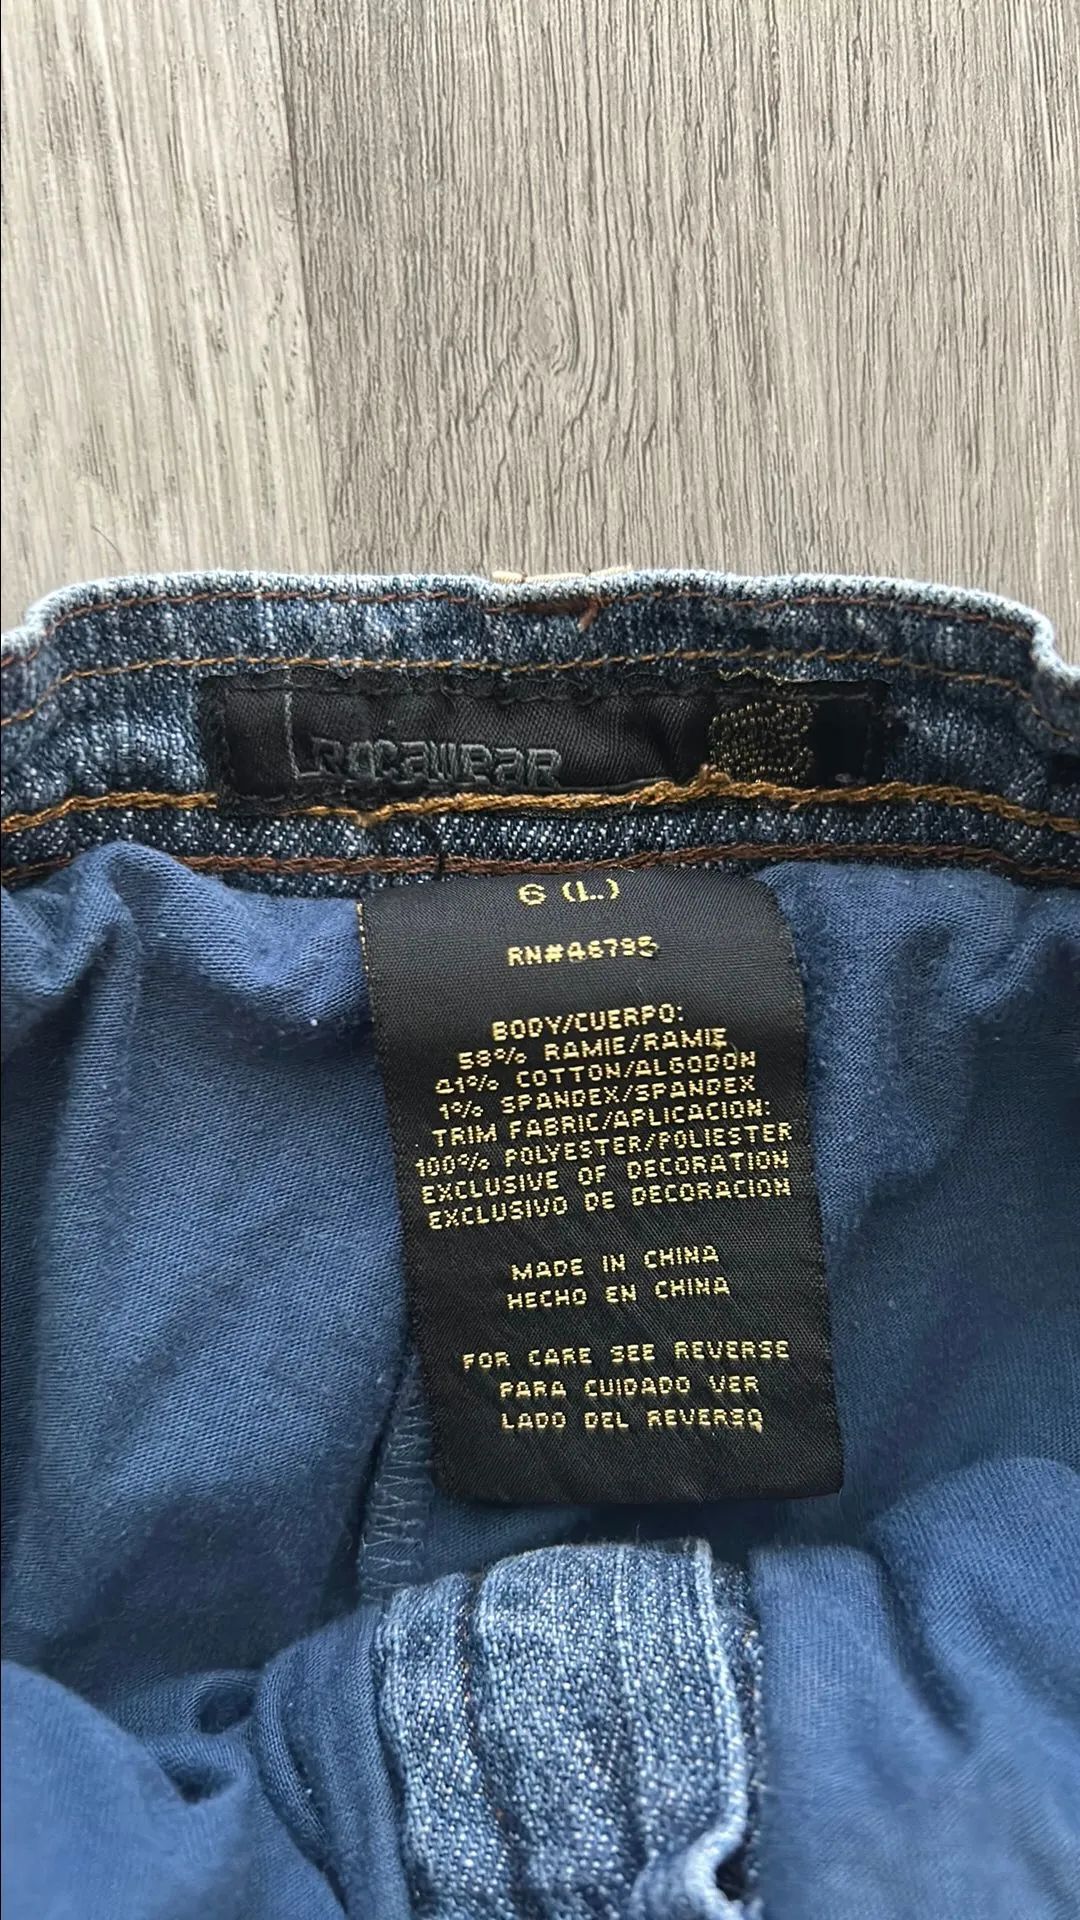 Rocawear
6 (L)
RN#A6795
BODY/CUERPO:
58% RAMIE/RAMIE
41% COTTON/ALGODON
1% SPANDEX/SPANDEX
TRIM FABRIC/APLICACION:
100% POLYESTER/POLIESTER
EXCLUSIVE OF DECORATION
EXCLUSIVO DE DECORACION
MADE IN CHINA
HECHO EN CHINA
FOR CARE SEE REVERSE
PARA CUIDADO VER
LADO DEL REVERSO